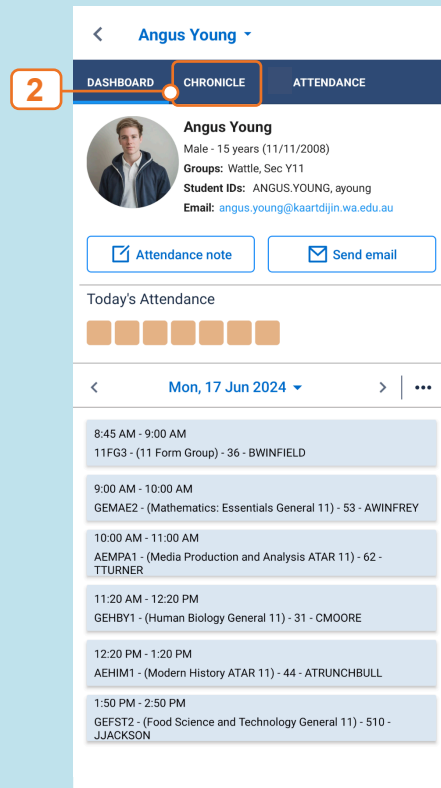 Angus Young
2
DASHBOARD CHRONICLE ATTENDANCE
Angus Young
Male - 15 years (11/11/2008)
Groups: Wattle, Sec Y11
Student IDs: ANGUS.YOUNG, ayoung
Email: angus.young@kaartdijin.wa.edu.au
Attendance note Send email
Today's Attendance
Mon, 17 Jun 2024
8:45 AM - 9:00 AM
11FG3 - (11 Form Group) - 36 - BWINFIELD
9:00 AM - 10:00 AM
GEMAE2 - (Mathematics: Essentials General 11) - 53 - AWINFREY
10:00 AM - 11:00 AM
AEMPA1 - (Media Production and Analysis ATAR 11) - 62 -
TTURNER
11:20 AM - 12:20 PM
GEHBY1 - (Human Biology General 11) - 31 - CMOORE
12:20 PM - 1:20 PM
AEHIM1 - (Modern History ATAR 11) - 44 - ATRUNCHBULL
1:50 PM - 2:50 PM
GEFST2 - (Food Science and Technology General 11) - 510 -
JJACKSON